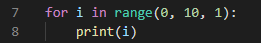 7 for i in range(0, 10, 1):
8     print(i)